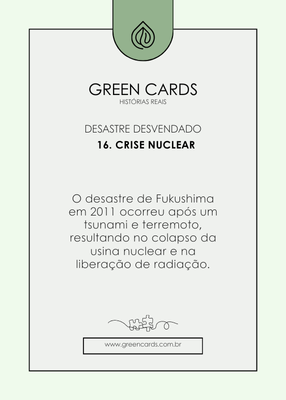 GREEN CARDS
HISTÓRIAS REAIS
DESASTRE DESVENDADO
16. CRISE NUCLEAR
O desastre de Fukushima
em 2011 ocorreu após um
tsunami e terremoto,
resultando no colapso da
usina nuclear e na
liberação de radiação.
www.greencards.com.br